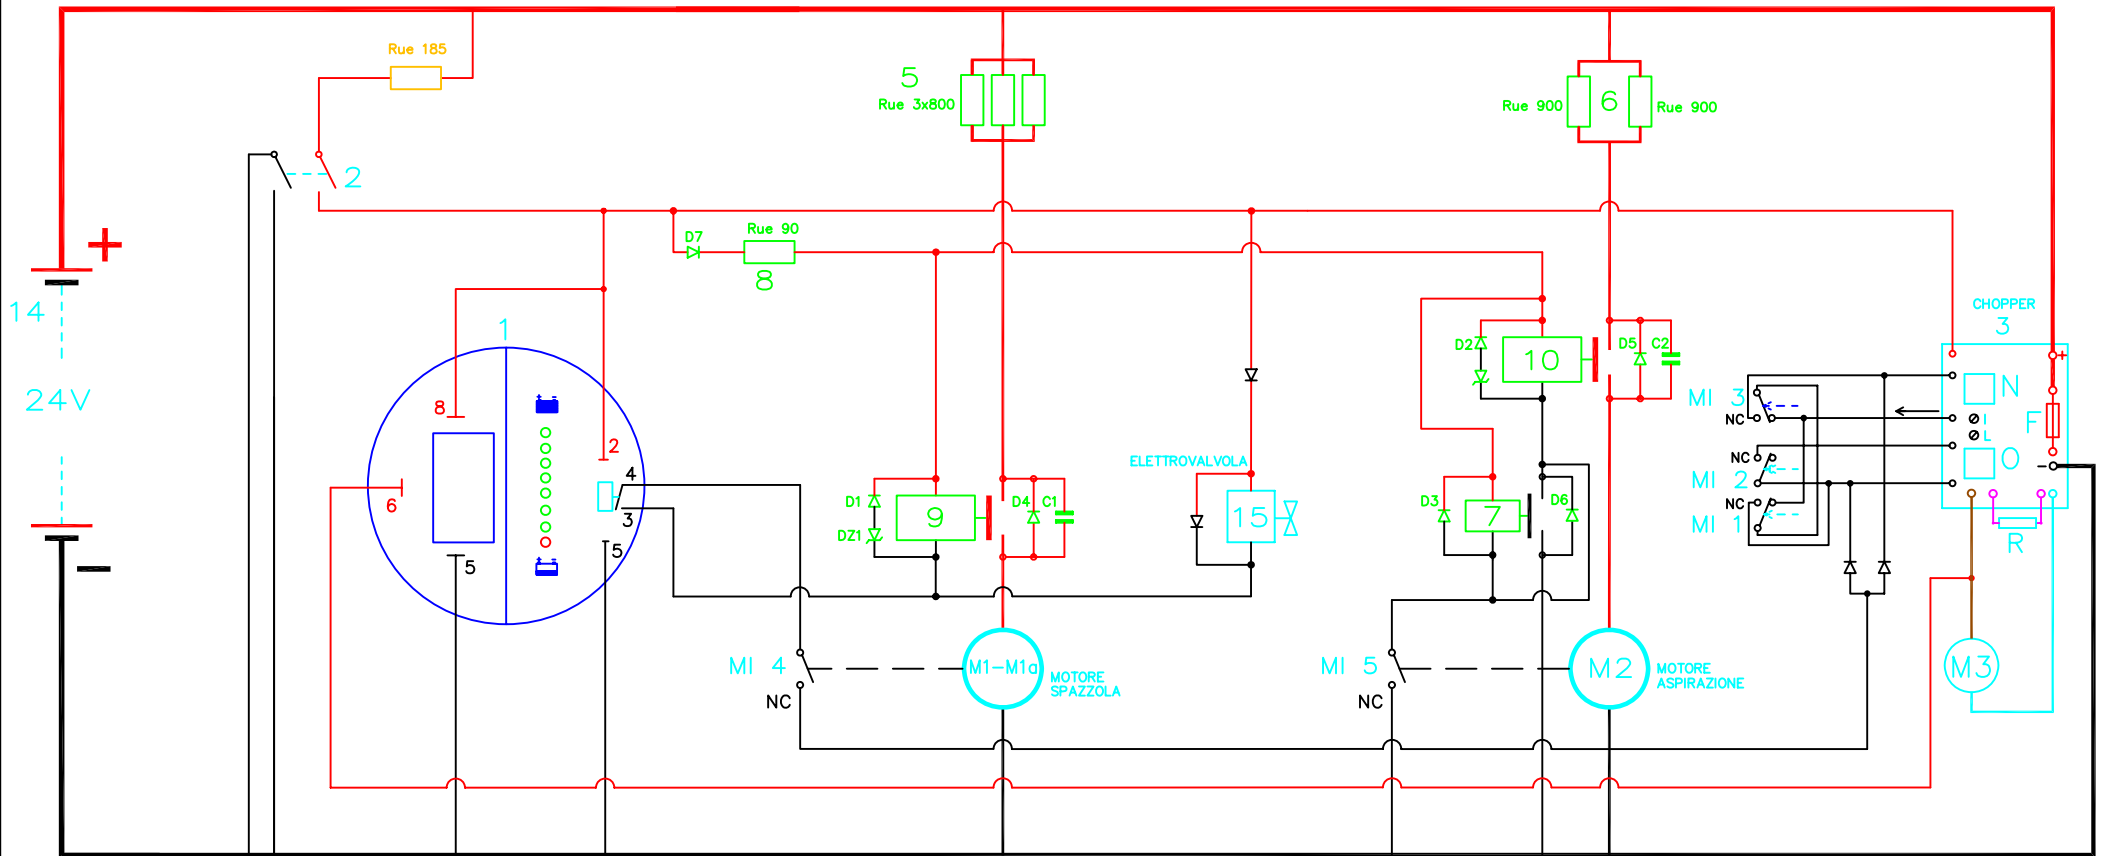 Rue 185
5
Rue 3x800
Rue 900
6
Rue 900
2
D7
Rue 90
8
+
14
24V
-
1
8
2
4
6
3
5
5
D1
DZ1
9
D4
C1
ELETTROVALVOLA
15
D2
10
D5
C2
D3
7
D6
CHOPPER
3
+
N
I
L
F
O
-
R
MI 3
NC
NC
MI 2
NC
MI 1
MI 4
NC
M1-M1a
MOTORE
SPAZZOLA
MI 5
NC
M2
MOTORE
ASPIRAZIONE
M3